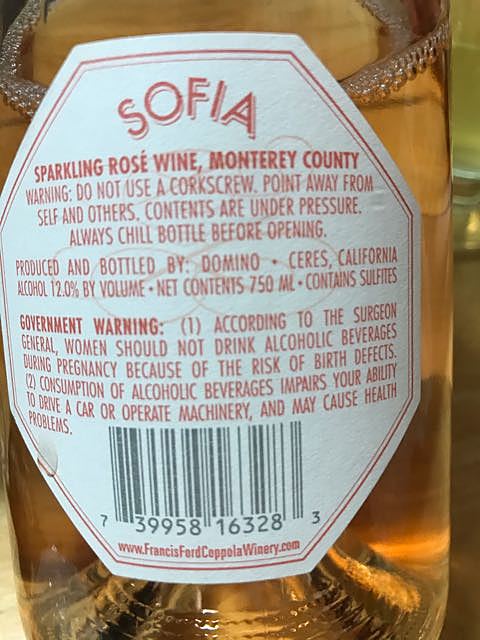 SOFIA
SPARKLING ROSÉ WINE, MONTEREY COUNTY
WARNING: DO NOT USE A CORKSCREW. POINT AWAY FROM
SELF AND OTHERS. CONTENTS ARE UNDER PRESSURE.
ALWAYS CHILL BOTTLE BEFORE OPENING.
PRODUCED AND BOTTLED BY: DOMINO • CERES, CALIFORNIA
ALCOHOL 12.0% BY VOLUME • NET CONTENTS 750 ML • CONTAINS SULFITES
GOVERNMENT WARNING: (1) ACCORDING TO THE SURGEON
GENERAL, WOMEN SHOULD NOT DRINK ALCOHOLIC BEVERAGES
DURING PREGNANCY BECAUSE OF THE RISK OF BIRTH DEFECTS.
(2) CONSUMPTION OF ALCOHOLIC BEVERAGES IMPAIRS YOUR ABILITY
TO DRIVE A CAR OR OPERATE MACHINERY, AND MAY CAUSE HEALTH
PROBLEMS.
7 39958 16328 3
www.FrancisFordCoppolaWinery.com